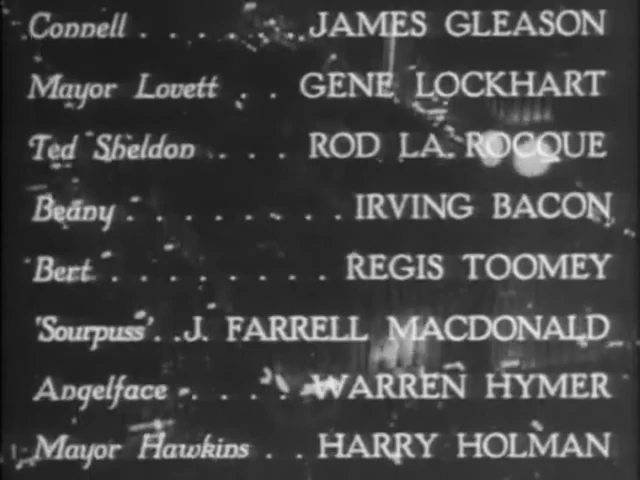 Connell . . . . . . . JAMES GLEASON
Mayor Lovett . . GENE LOCKHART
Ted Sheldon . . . ROD LA ROCQUE
Beany . . . . . . . . . IRVING BACON
Bert . . . . . . . . . REGIS TOOMEY
'Sourpuss'. . J. FARRELL MACDONALD
Angelface . . . . . WARREN HYMER
Mayor Hawkins . . HARRY HOLMAN